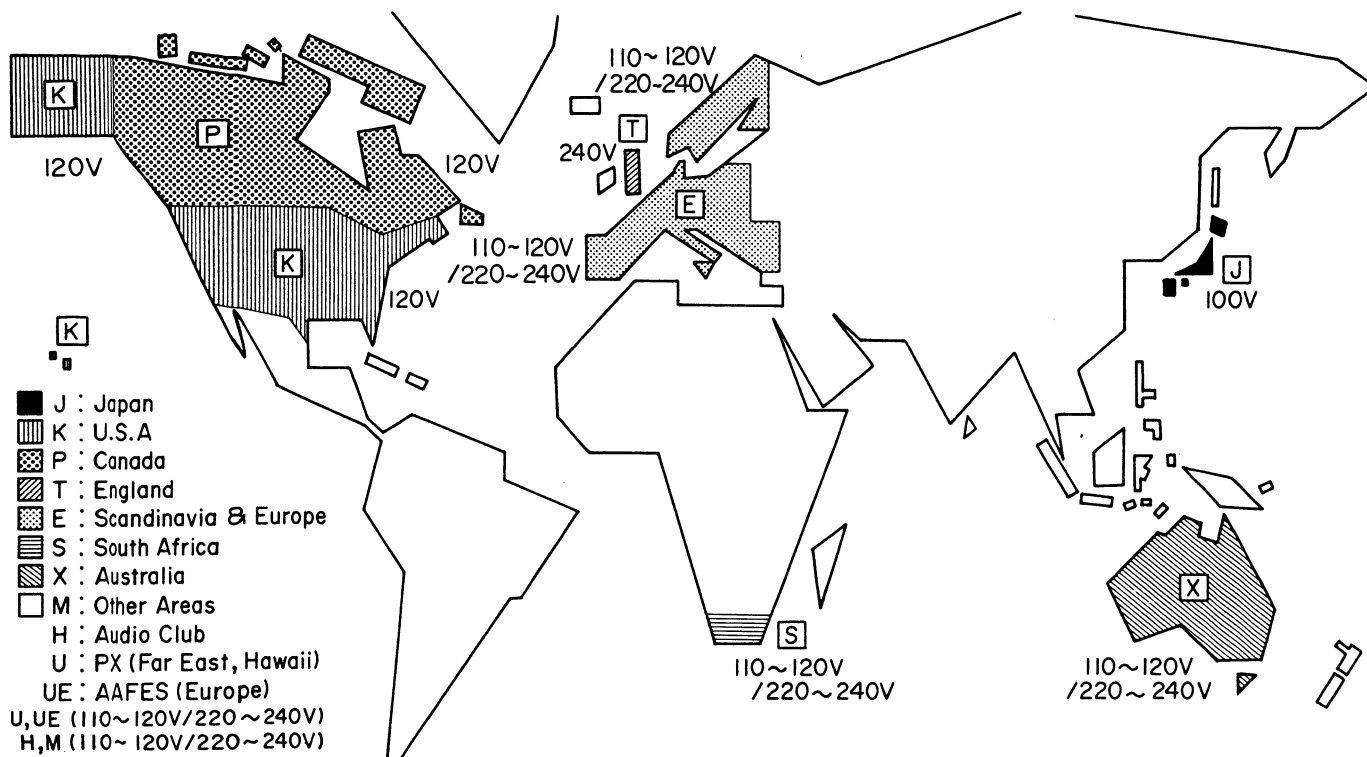 110~120V
/220~240V
K
P
T
120V
120V
240V
E
110~120V
/220~240V
K
120V
J
100V
K
J : Japan
K : U.S.A
P : Canada
T : England
E : Scandinavia & Europe
S : South Africa
X : Australia
M : Other Areas
H : Audio Club
U : PX (Far East, Hawaii)
UE : AAFES (Europe)
U,UE (110~120V/220~240V)
H,M (110~120V/220~240V)
X
S
110~120V
/220~240V
110~120V
/220~240V